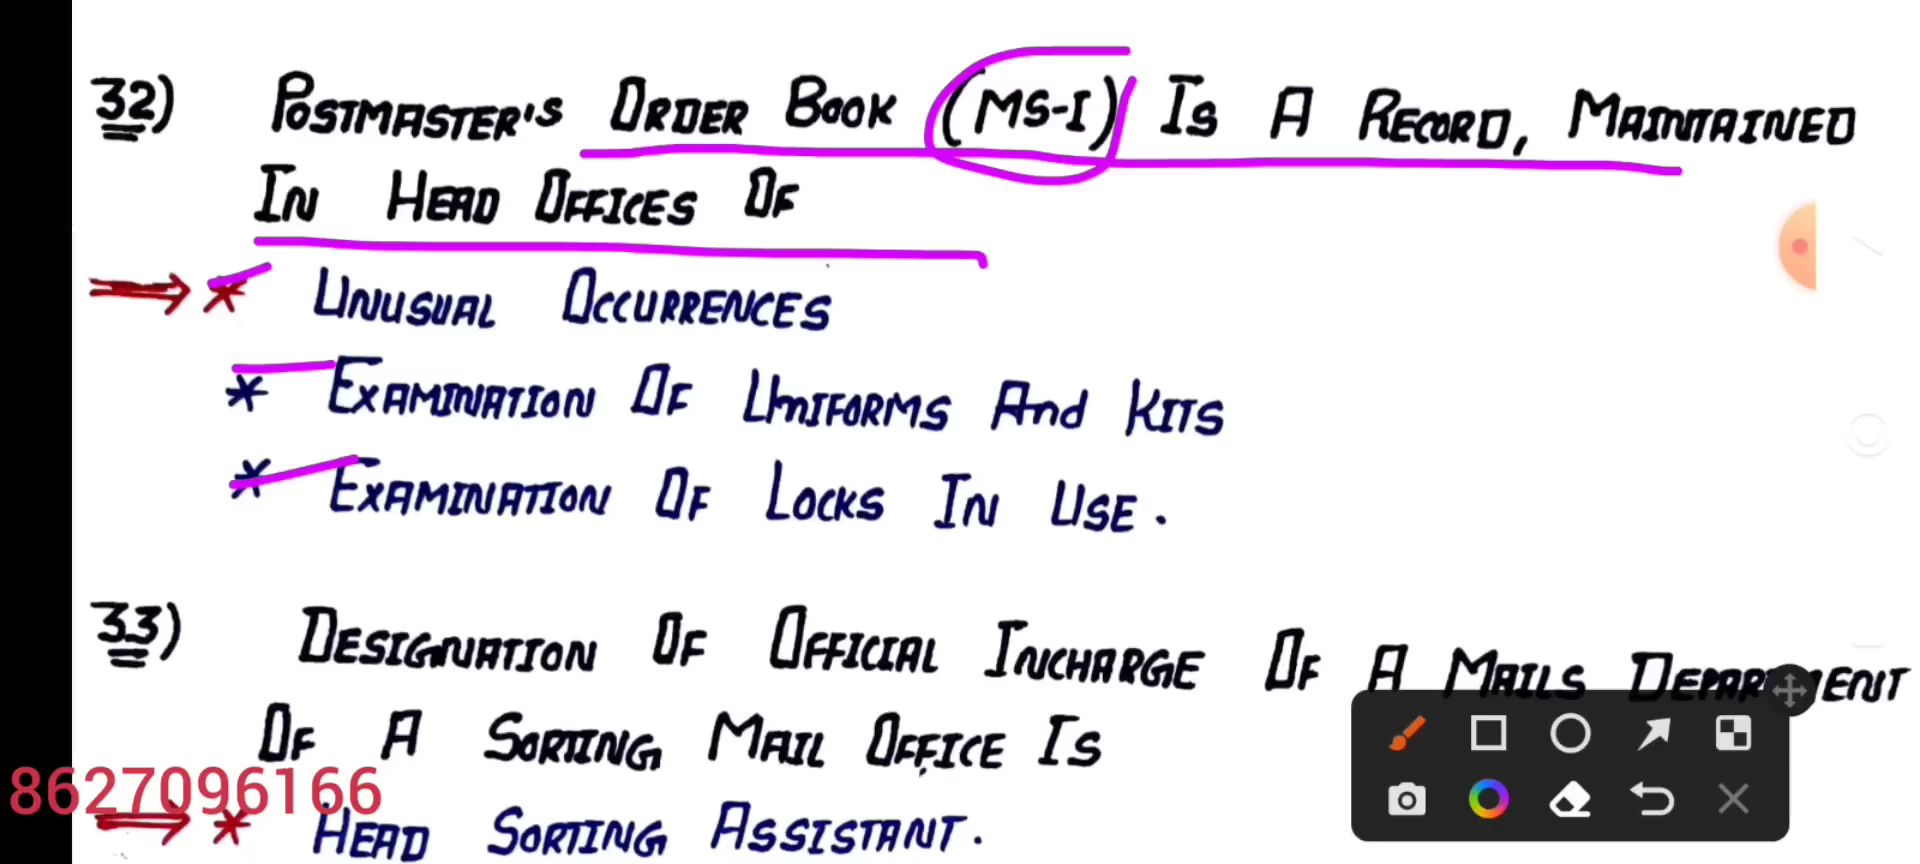 32) Postmaster's Order Book (MS-I) Is A Record, Maintained
In Head Offices Of
* Unusual Occurrences
* Examination Of Uniforms And Kits
* Examination Of Locks In Use.
33) Designation Of Official Incharge Of A Mails Department
Of A Sorting Mail Office Is
8627096166
* Head Sorting Assistant.